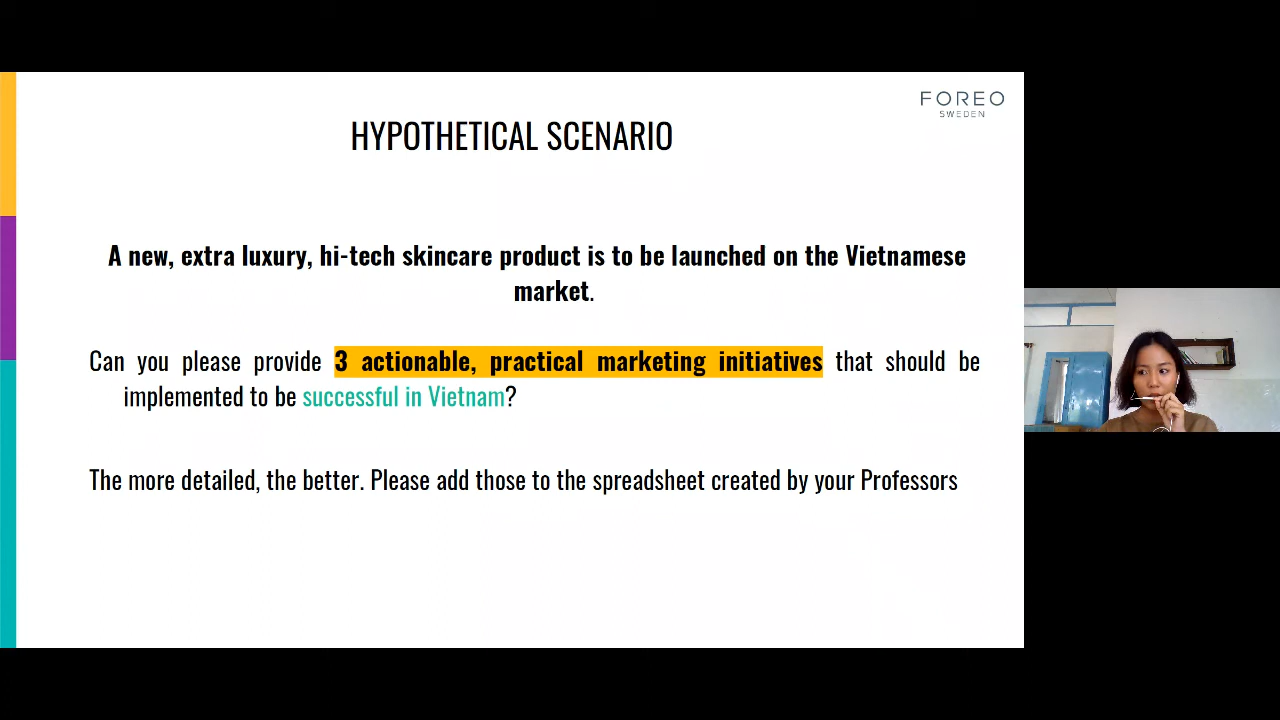 FOREO
SWEDEN
HYPOTHETICAL SCENARIO
A new, extra luxury, hi-tech skincare product is to be launched on the Vietnamese
market.
Can you please provide 3 actionable, practical marketing initiatives that should be
implemented to be successful in Vietnam?
The more detailed, the better. Please add those to the spreadsheet created by your Professors